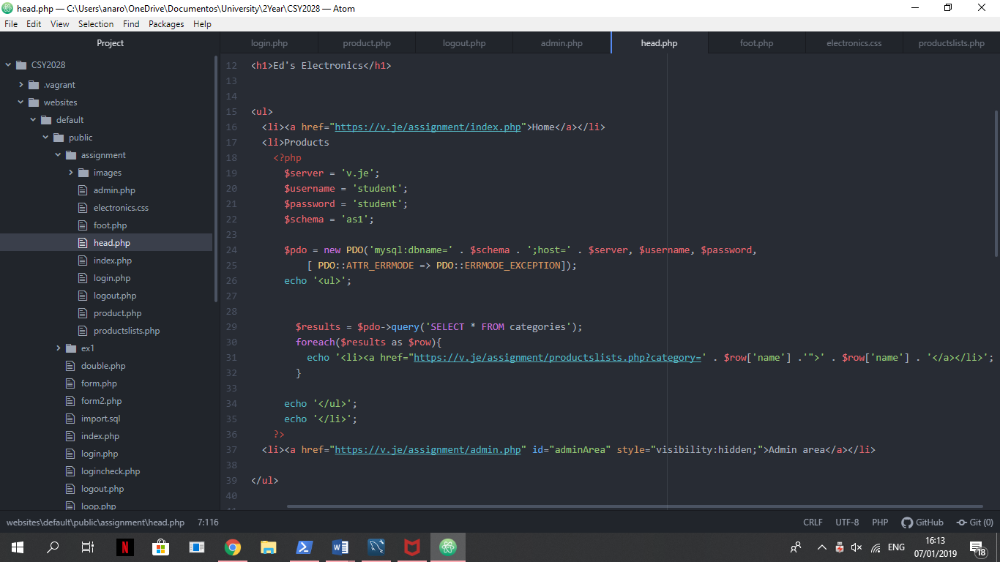 head.php — C:\Users\anaro\OneDrive\Documentos\University\2Year\CSY2028 — Atom
File Edit View Selection Find Packages Help
Project
login.php product.php logout.php admin.php head.php foot.php electronics.css productslists.php
CSY2028
.vagrant
websites
default
public
assignment
images
admin.php
electronics.css
foot.php
head.php
index.php
login.php
logout.php
product.php
productslists.php
ex1
double.php
form.php
form2.php
import.sql
index.php
login.php
logincheck.php
logout.php
loop.php
12 <h1>Ed's Electronics</h1>
13
14
15 <ul>
16 <li><a href="https://v.je/assignment/index.php">Home</a></li>
17 <li>Products
18 <?php
19 $server = 'v.je';
20 $username = 'student';
21 $password = 'student';
22 $schema = 'as1';
23
24 $pdo = new PDO('mysql:dbname=' . $schema . ';host=' . $server, $username, $password,
25 [ PDO::ATTR_ERRMODE => PDO::ERRMODE_EXCEPTION]);
26 echo '<ul>';
27
28
29 $results = $pdo->query('SELECT * FROM categories');
30 foreach($results as $row){
31 echo '<li><a href="https://v.je/assignment/productslists.php?category=' . $row['name'] .'">' . $row['name'] . '</a></li>';
32 }
33
34 echo '</ul>';
35 echo '</li>';
36 ?>
37 <li><a href="https://v.je/assignment/admin.php" id="adminArea" style="visibility:hidden;">Admin area</a></li>
38
39 </ul>
40
websites\default\public\assignment\head.php 7:116 CRLF UTF-8 PHP GitHub Git (0)
N W ENG 16:13
07/01/2019 18